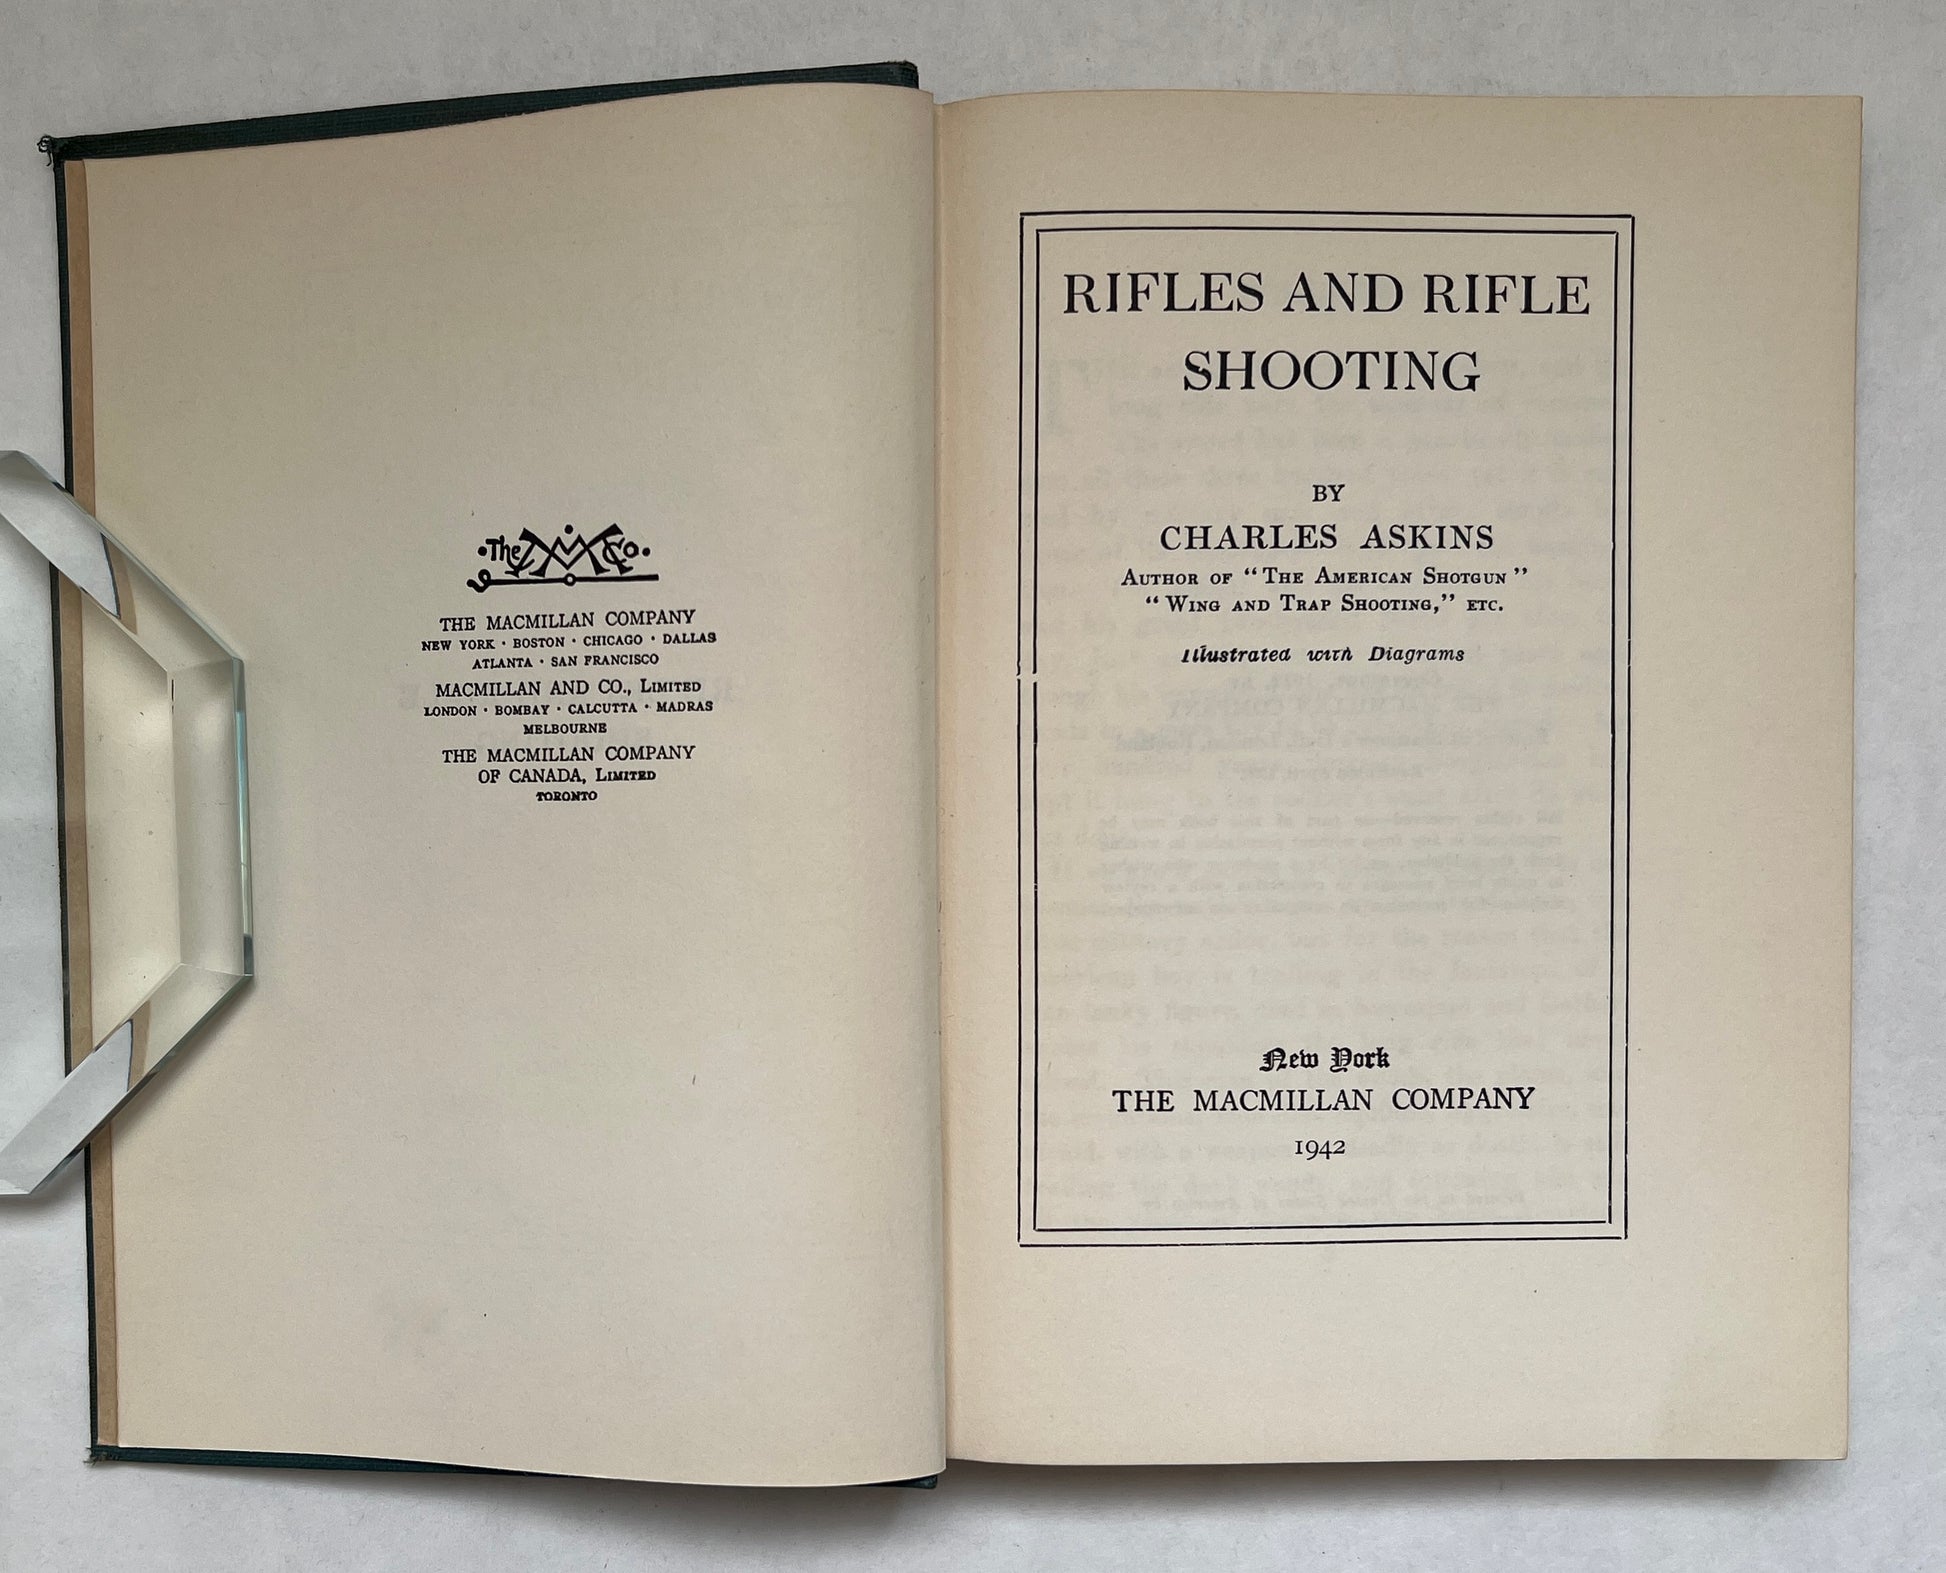 ·The MM Co.·
THE MACMILLAN COMPANY
NEW YORK · BOSTON · CHICAGO · DALLAS
ATLANTA · SAN FRANCISCO
MACMILLAN AND CO., LIMITED
LONDON · BOMBAY · CALCUTTA · MADRAS
MELBOURNE
THE MACMILLAN COMPANY
OF CANADA, LIMITED
TORONTO
RIFLES AND RIFLE
SHOOTING
BY
CHARLES ASKINS
AUTHOR OF “THE AMERICAN SHOTGUN”
“WING AND TRAP SHOOTING,” ETC.
Illustrated with Diagrams
New York
THE MACMILLAN COMPANY
1942